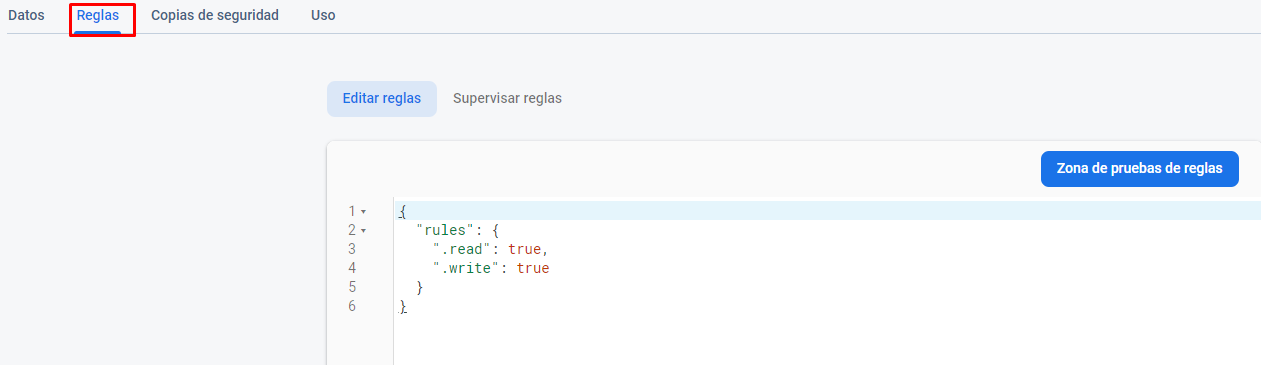 Datos Reglas Copias de seguridad Uso
Editar reglas Supervisar reglas
Zona de pruebas de reglas
1 {
2 "rules": {
3 ".read": true,
4 ".write": true
5 }
6 }